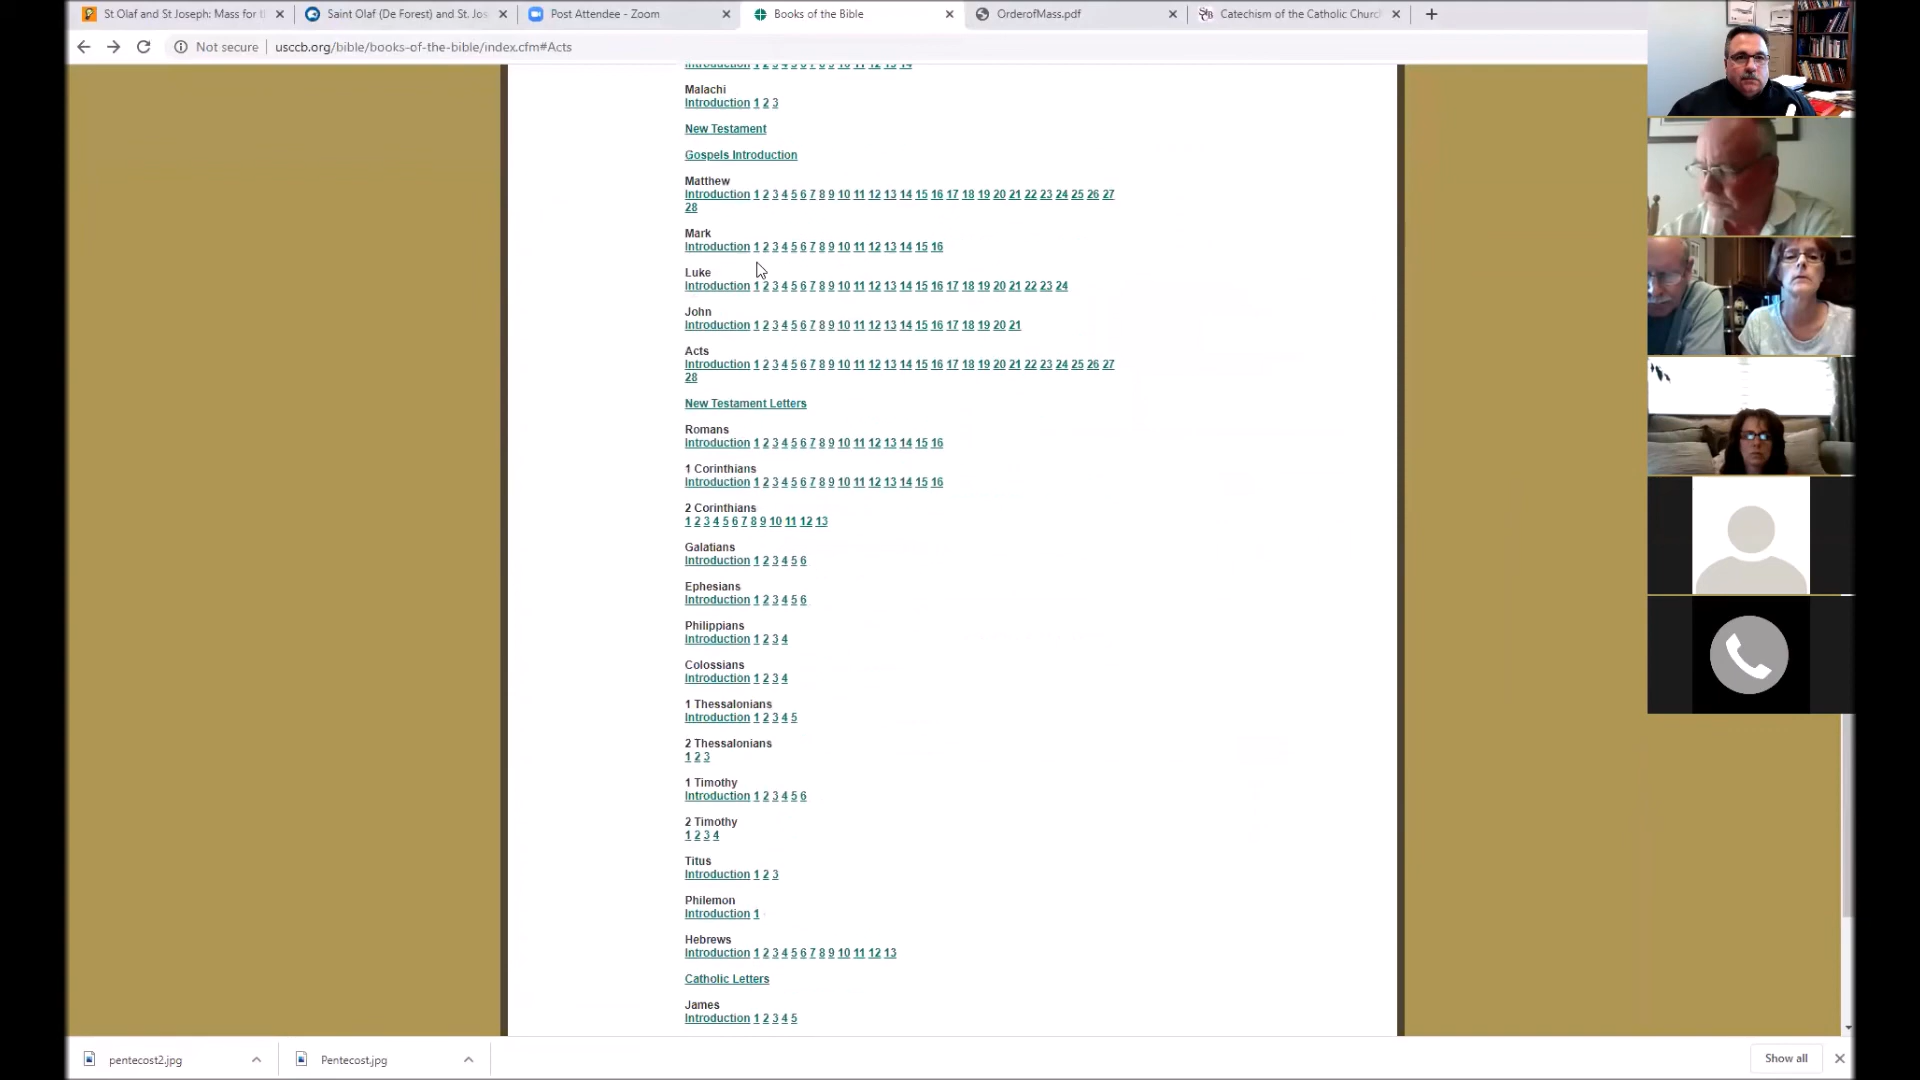 St Olaf and St Joseph: Mass for t
Saint Olaf (De Forest) and St. Jos
Post Attendee - Zoom
Books of the Bible
OrderofMass.pdf
Catechism of the Catholic Church
Not secure
usccb.org/bible/books-of-the-bible/index.cfm#Acts
Introduction 1 2 3 4 5 6 7 8 9 10 11 12 13 14
Malachi
Introduction 1 2 3
New Testament
Gospels Introduction
Matthew
Introduction 1 2 3 4 5 6 7 8 9 10 11 12 13 14 15 16 17 18 19 20 21 22 23 24 25 26 27
28
Mark
Introduction 1 2 3 4 5 6 7 8 9 10 11 12 13 14 15 16
Luke
Introduction 1 2 3 4 5 6 7 8 9 10 11 12 13 14 15 16 17 18 19 20 21 22 23 24
John
Introduction 1 2 3 4 5 6 7 8 9 10 11 12 13 14 15 16 17 18 19 20 21
Acts
Introduction 1 2 3 4 5 6 7 8 9 10 11 12 13 14 15 16 17 18 19 20 21 22 23 24 25 26 27
28
New Testament Letters
Romans
Introduction 1 2 3 4 5 6 7 8 9 10 11 12 13 14 15 16
1 Corinthians
Introduction 1 2 3 4 5 6 7 8 9 10 11 12 13 14 15 16
2 Corinthians
1 2 3 4 5 6 7 8 9 10 11 12 13
Galatians
Introduction 1 2 3 4 5 6
Ephesians
Introduction 1 2 3 4 5 6
Philippians
Introduction 1 2 3 4
Colossians
Introduction 1 2 3 4
1 Thessalonians
Introduction 1 2 3 4 5
2 Thessalonians
1 2 3
1 Timothy
Introduction 1 2 3 4 5 6
2 Timothy
1 2 3 4
Titus
Introduction 1 2 3
Philemon
Introduction 1
Hebrews
Introduction 1 2 3 4 5 6 7 8 9 10 11 12 13
Catholic Letters
James
Introduction 1 2 3 4 5
pentecost2.jpg
Pentecost.jpg
Show all